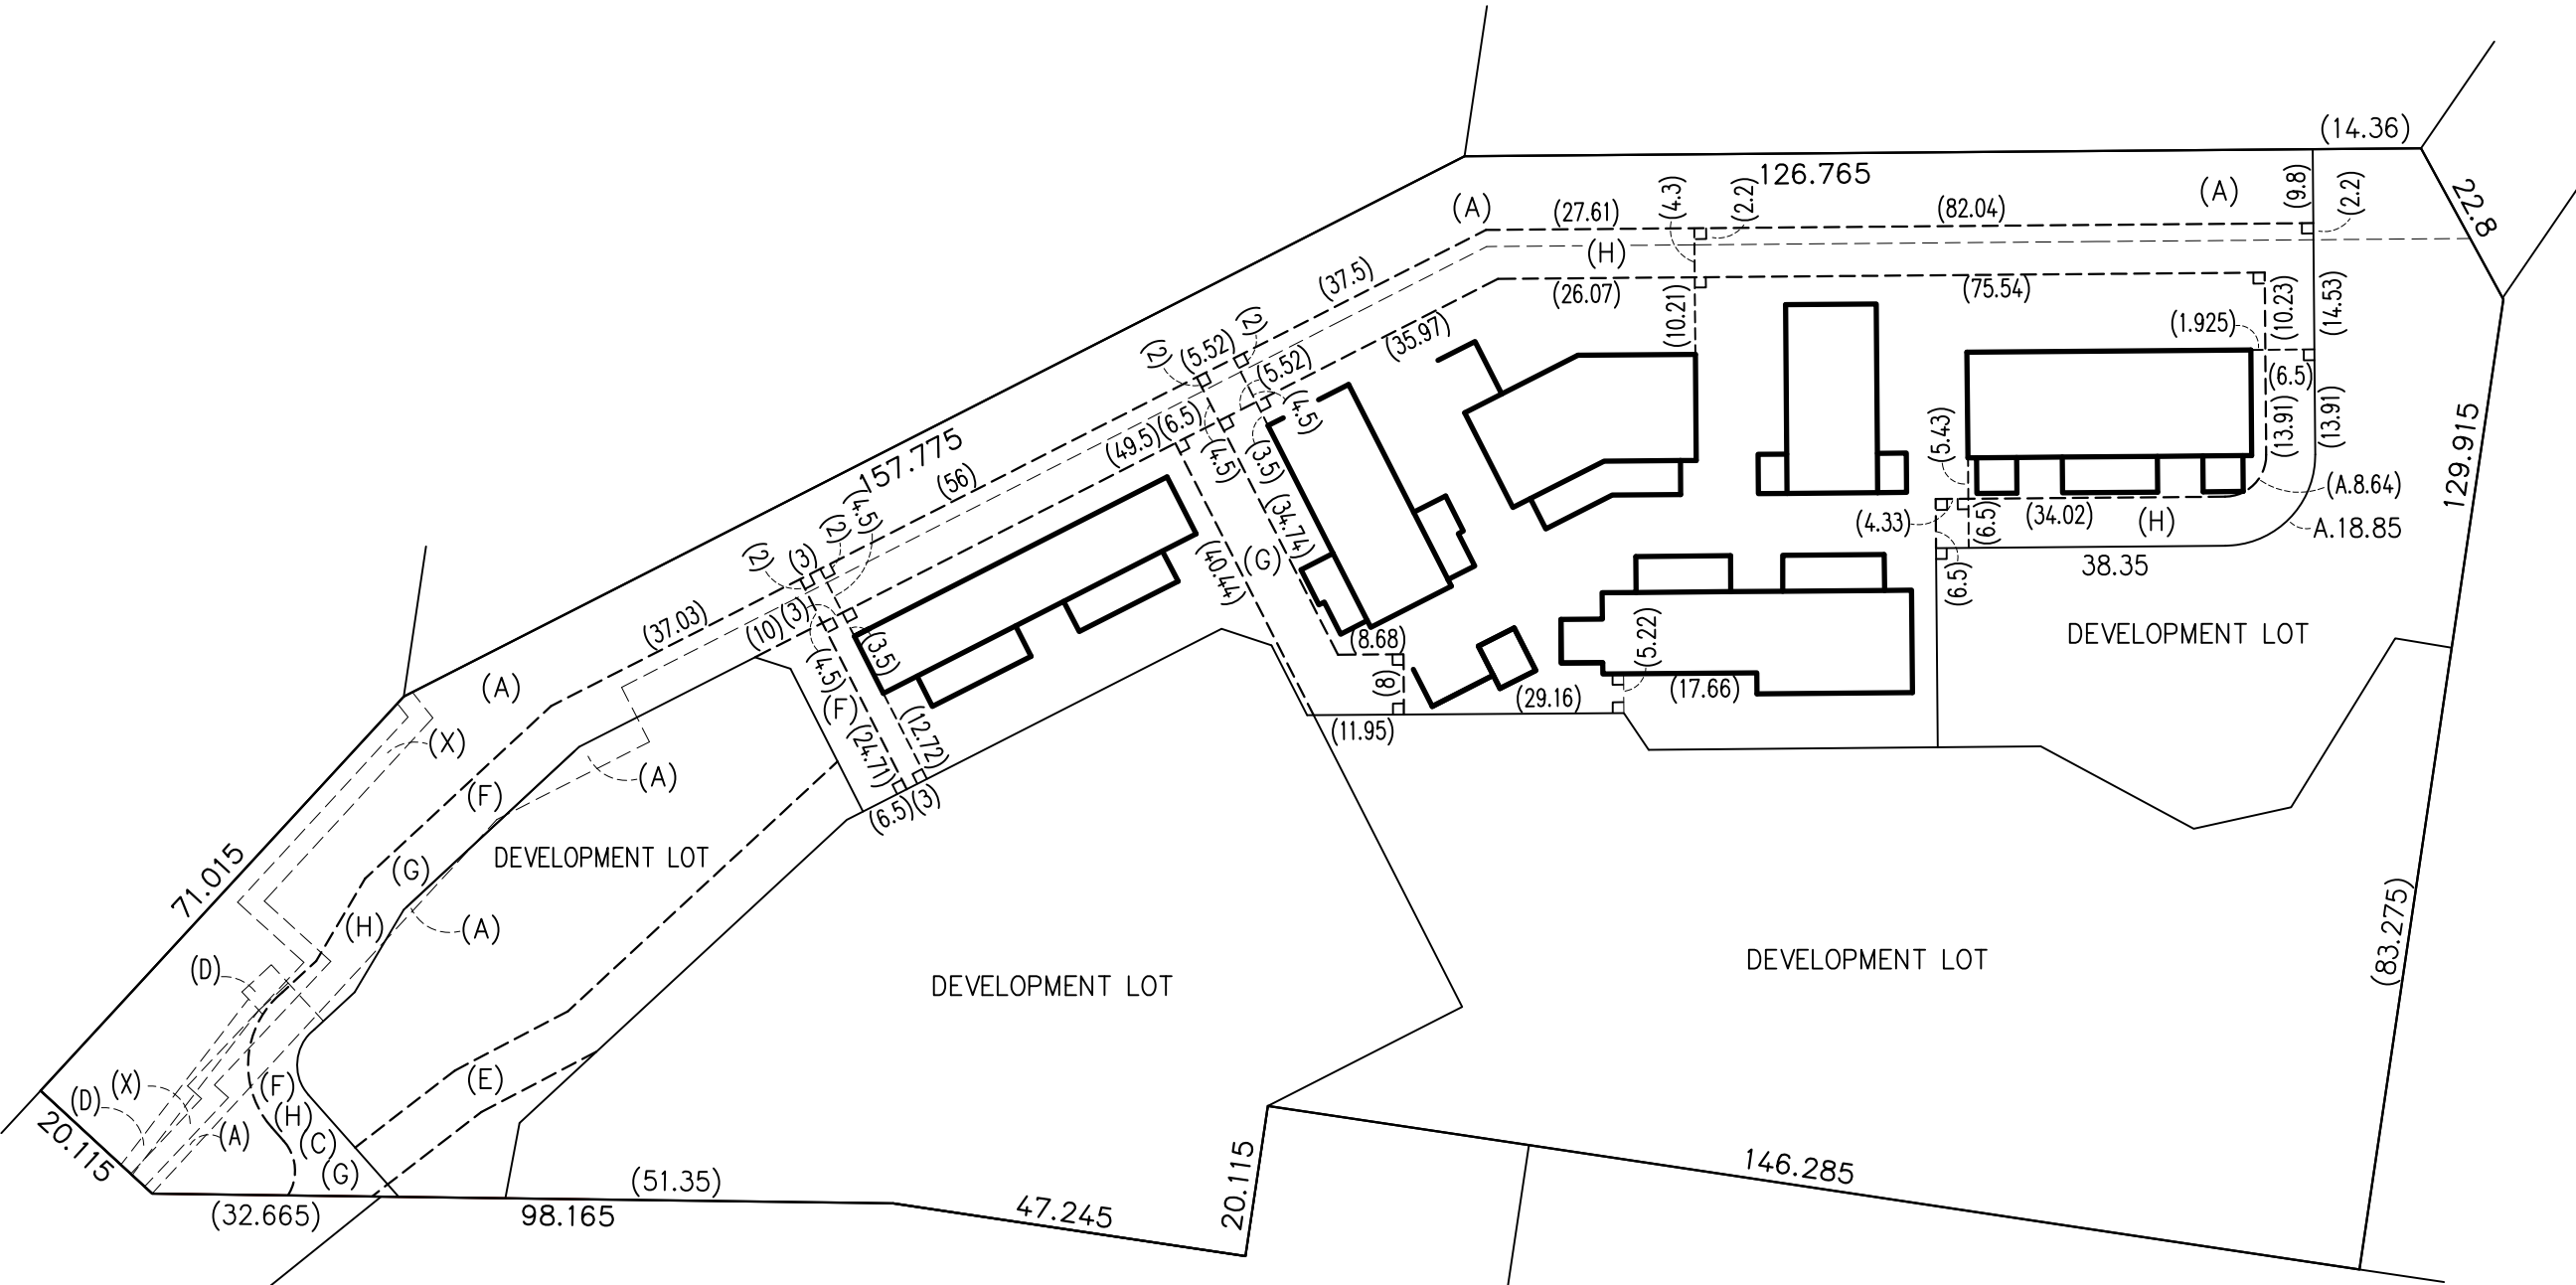 (14.36)
126.765
(9.8)
(2.2)
22.8
(A)
(27.61)
(4.3)
(2.2)
(82.04)
(A)
(H)
(37.5)
(26.07)
(10.21)
(75.54)
(10.23)
(14.53)
(1.925)
(2)
(5.52)
(2)
(5.52)
(35.97)
(4.5)
(6.5)
(13.91)
(13.91)
129.915
157.775
(49.5)
(6.5)
(4.5)
(3.5)
(5.43)
(A.8.64)
(56)
(34.74)
(4.33)
(6.5)
(34.02)
(H)
A.18.85
(4.5)
(2)
(3)
(2)
(40.44)
(G)
38.35
(6.5)
(37.03)
(10)
(3)
(3.5)
(8.68)
(5.22)
DEVELOPMENT LOT
(4.5)
(F)
(A)
(8)
(29.16)
(17.66)
(12.72)
(24.71)
(11.95)
(X)
(A)
(F)
(6.5)
(3)
DEVELOPMENT LOT
71.015
(G)
(H)
(A)
(83.275)
DEVELOPMENT LOT
DEVELOPMENT LOT
(D)
(X)
(D)
(F)
(E)
(H)
(A)
(C)
(G)
20.115
(51.35)
20.115
146.285
(32.665)
98.165
47.245